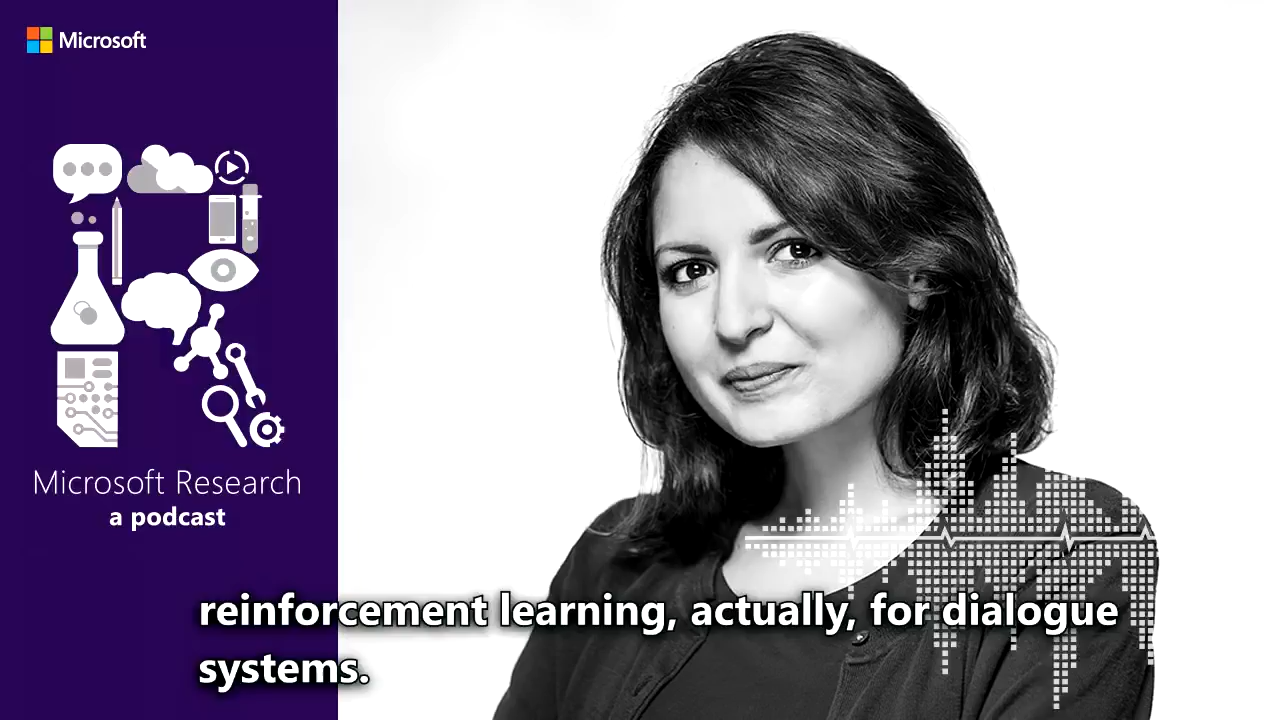 Microsoft
Microsoft Research
a podcast
reinforcement learning, actually, for dialogue
systems.